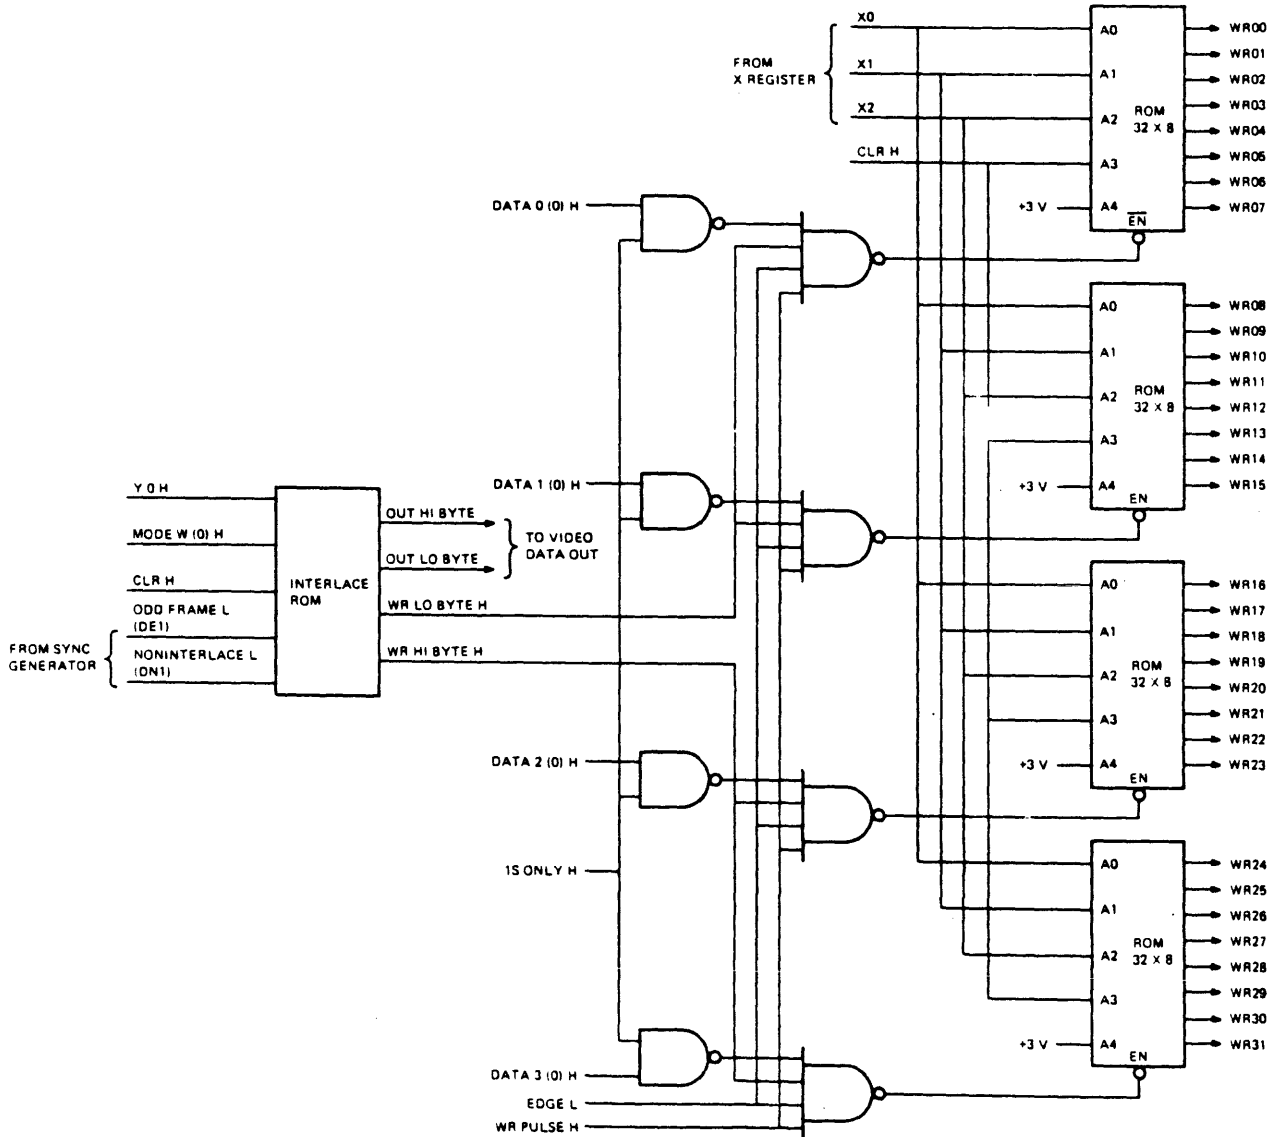 FROM
X REGISTER
X0
X1
X2
CLR H
+3 V
A0
A1
A2
A3
A4
ROM
32 X 8
EN
WR00
WR01
WR02
WR03
WR04
WR05
WR06
WR07
DATA 0 (0) H
A0
A1
A2
A3
A4
+3 V
ROM
32 X 8
EN
WR08
WR09
WR10
WR11
WR12
WR13
WR14
WR15
DATA 1 (0) H
Y 0 H
MODE W (0) H
CLR H
ODD FRAME L
(DE1)
FROM SYNC
GENERATOR
NONINTERLACE L
(DN1)
INTERLACE
ROM
OUT HI BYTE
OUT LO BYTE
TO VIDEO
DATA OUT
WR LO BYTE H
WR HI BYTE H
A0
A1
A2
A3
A4
+3 V
ROM
32 X 8
EN
WR16
WR17
WR18
WR19
WR20
WR21
WR22
WR23
DATA 2 (0) H
1S ONLY H
A0
A1
A2
A3
A4
+3 V
ROM
32 X 8
EN
WR24
WR25
WR26
WR27
WR28
WR29
WR30
WR31
DATA 3 (0) H
EDGE L
WR PULSE H